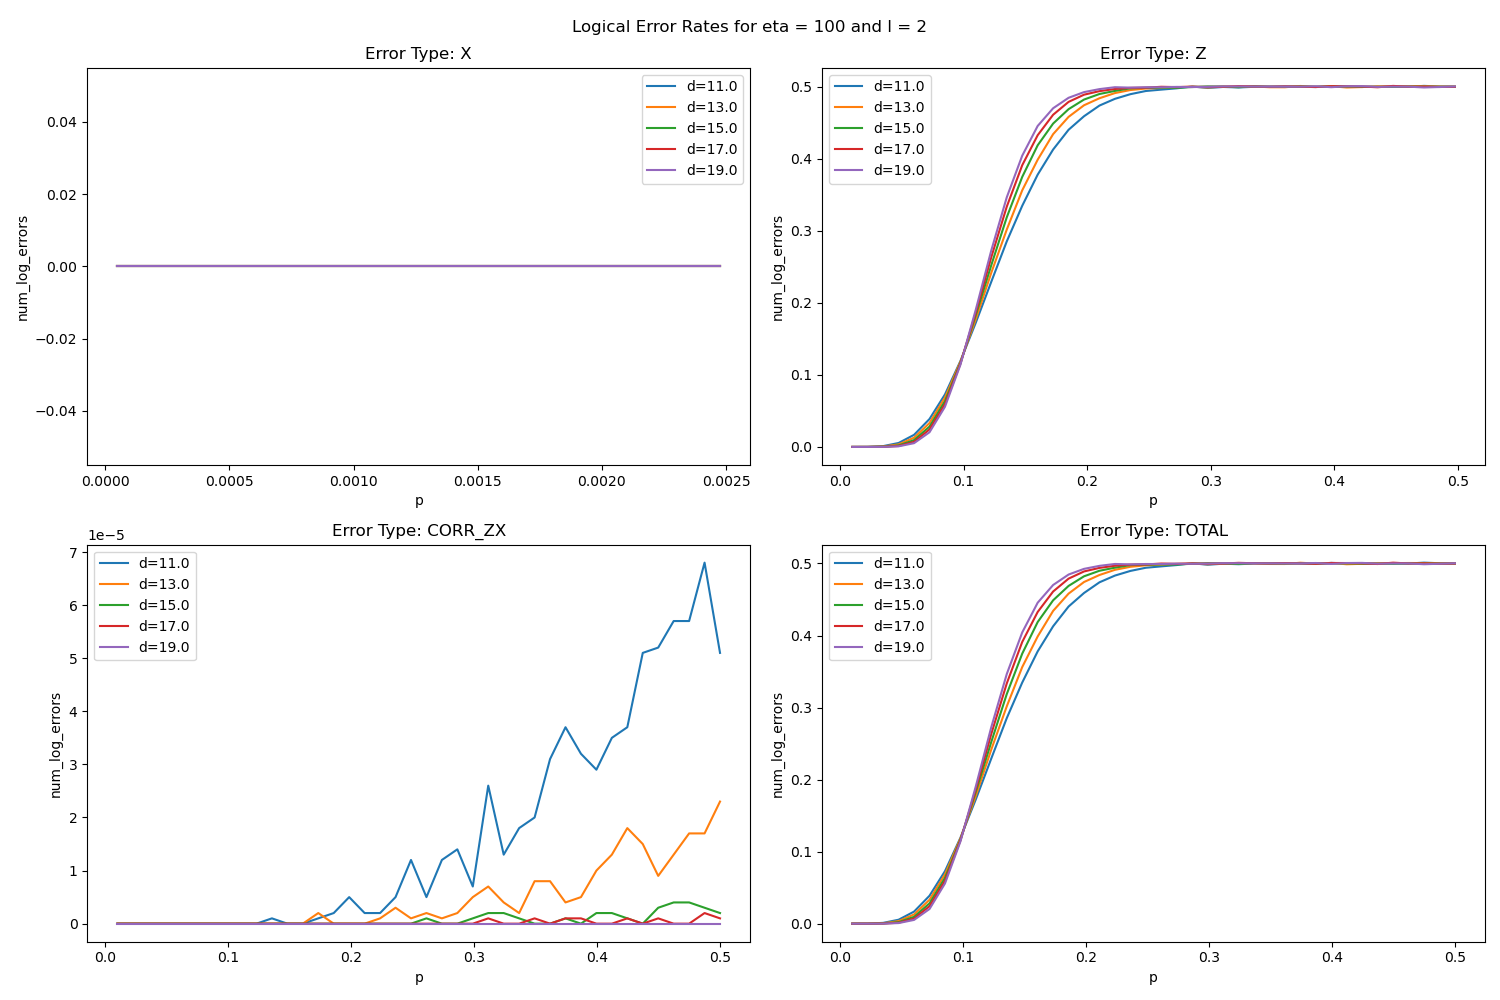 Logical Error Rates for eta = 100 and l = 2
Error Type: X
0.04
0.02
0.00
−0.02
−0.04
num_log_errors
d=11.0
d=13.0
d=15.0
d=17.0
d=19.0
0.0000 0.0005 0.0010 0.0015 0.0020 0.0025
p
Error Type: Z
0.5
0.4
0.3
0.2
0.1
0.0
num_log_errors
d=11.0
d=13.0
d=15.0
d=17.0
d=19.0
0.0 0.1 0.2 0.3 0.4 0.5
p
Error Type: CORR_ZX
1e−5
7
6
5
4
3
2
1
0
num_log_errors
d=11.0
d=13.0
d=15.0
d=17.0
d=19.0
0.0 0.1 0.2 0.3 0.4 0.5
p
Error Type: TOTAL
0.5
0.4
0.3
0.2
0.1
0.0
num_log_errors
d=11.0
d=13.0
d=15.0
d=17.0
d=19.0
0.0 0.1 0.2 0.3 0.4 0.5
p